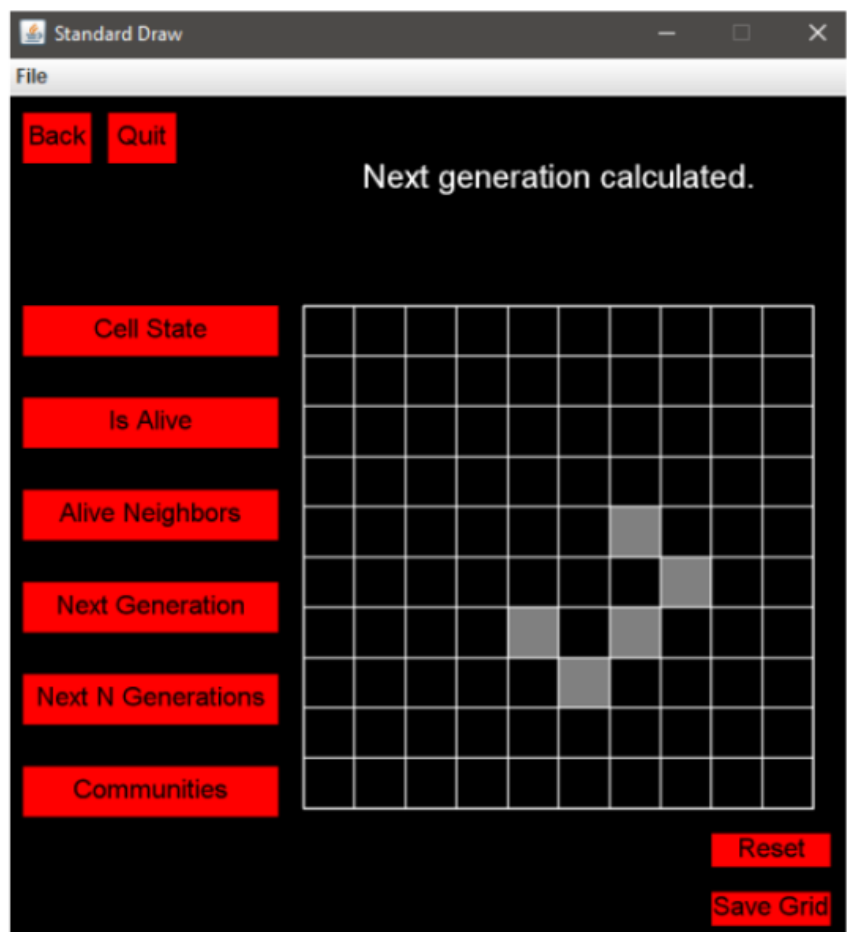 Standard Draw
File
Back Quit
Next generation calculated.
Cell State
Is Alive
Alive Neighbors
Next Generation
Next N Generations
Communities
Reset
Save Grid